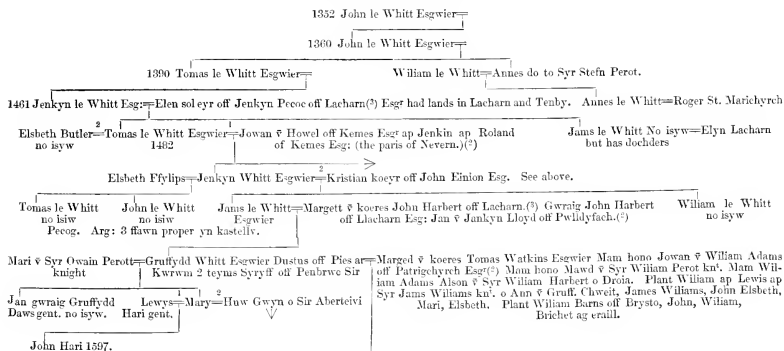 1352 John le Whitt Esgwier
1360 John le Whitt Esgwier
1390 Tomas le Whitt Esgwier Wiliam le Whitt=Annes do to Syr Stefn Perot.
1461 Jenkyn le Whitt Esg:=Elen sol eyr off Jenkyn Pecoc off Lacharn(³) Esgr had lands in Lacharn and Tenby. Annes le Whitt=Roger St. Marichyrch
Elsbeth Butler=²Tomas le Whitt Esgwier=¹Jowan v̄ Howel off Kemes Esgr ap Jenkin ap Roland Jams le Whitt No isyw=Elyn Lacharn
no isyw 1482 of Kemes Esg: (the paris of Nevern.)(²) but has dochders
Elsbeth Ffylips=Jenkyn Whitt Esgwier=²Kristian koeyr off John Einion Esg. See above.
Tomas le Whitt John le Whitt Jams le Whitt=Margett v̄ koeres John Harbert off Lacharn.(³) Gwraig John Harbert Wiliam le Whitt
no isiw no isiw Esgwier off Llacharn Esg: Jan v̄ Jankyn Lloyd off Pwlldyfach.(²) no isyw
Pecog. Arg: 3 ffawn proper yn kastellv.
Mari v̄ Syr Owain Perott=Gruffydd Whitt Esgwier Dustus off Pies ar=Marged v̄ koeres Tomas Watkins Esgwier Mam hono Jowan v̄ Wiliam Adams
knight Kwrwm 2 teyms Syryff off Penbrwc Sir off Patrigchyrch Esgr(²) Mam hono Mawd v̄ Syr Wiliam Perot knt. Mam Wil-
iam Adams Alson v̄ Syr Wiliam Harbert o Droia. Plant Wiliam ap Lewys ap
Jan gwraig Gruffydd Lewys=¹Mary=²Huw Gwyn o Sir Aberteivi Syr Jams Wiliams knt. o Ann v̄ Gruff. Chweit, James Williams, John Elsbeth,
Daws gent. no isyw. Hari gent. Mari, Elsbeth. Plant Wiliam Barns off Brysto, John, Wiliam,
Brichet ag eraill.
John Hari 1597.